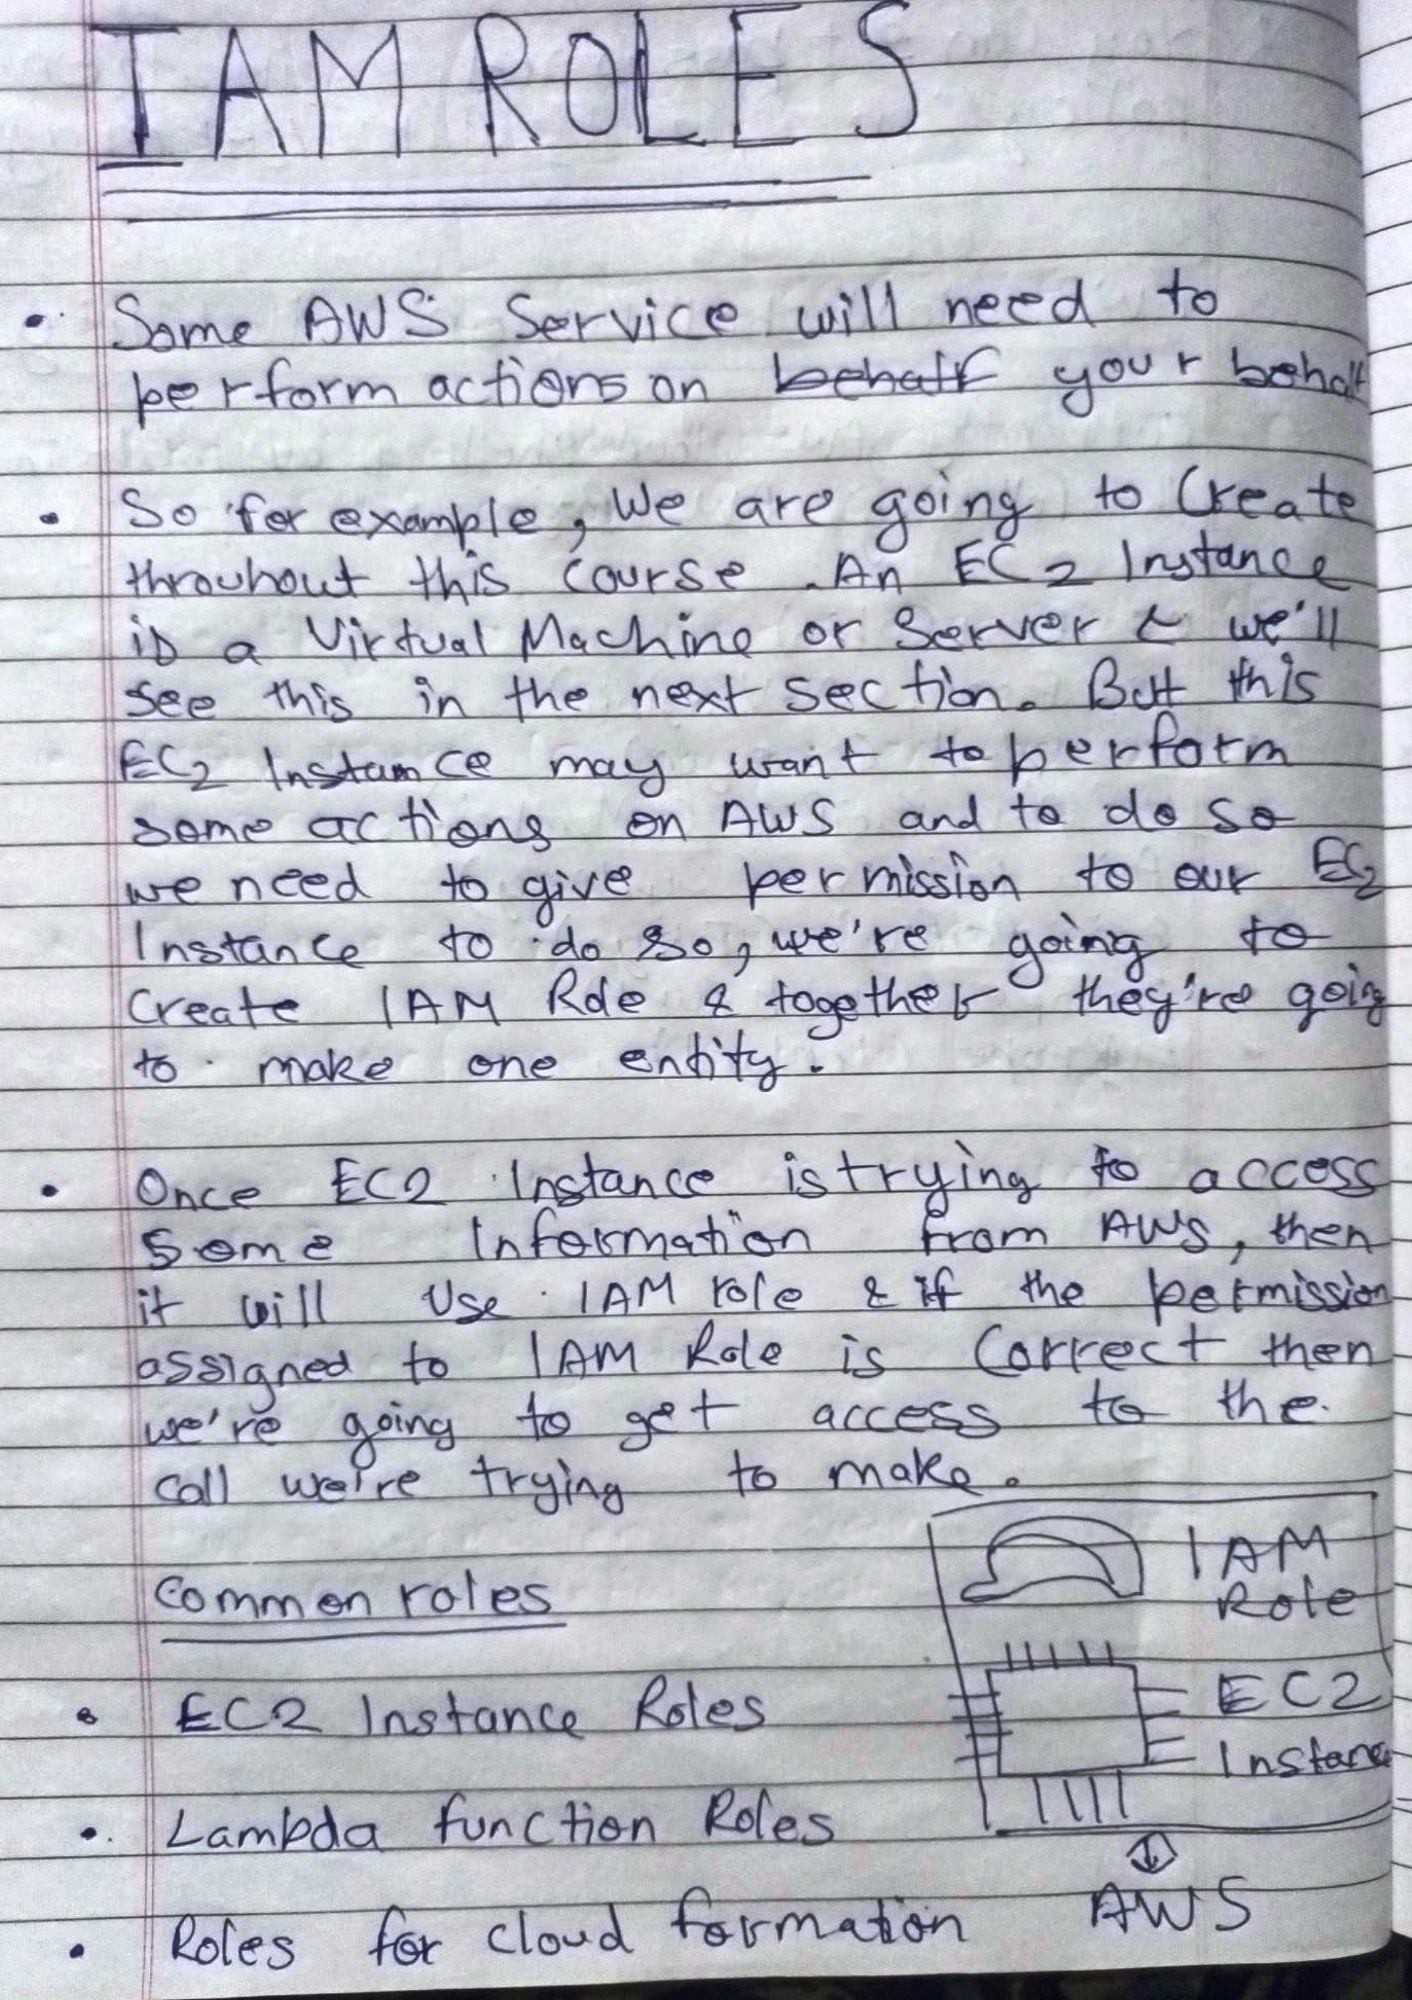 IAM ROLES
• Some AWS Service will need to
perform actions on behalf your behalf
• So for example, We are going to Create
throuhout this course. An EC2 Instance
is a Virtual Machine or Server & we'll
see this in the next section. But this
EC2 Instance may want to perform
some actions on AWS and to do so
we need to give permission to our EC2
Instance to do so, we're going to
Create IAM Role & together they're going
to make one entity.
• Once EC2 Instance is trying to access
Some Information from AWS, then
it will Use IAM role & if the permission
assigned to IAM Role is Correct then
we're going to get access to the
call we're trying to make.
IAM
Role
Common roles
EC2
Instance
• EC2 Instance Roles
• Lambda function Roles
AWS
• Roles for cloud formation